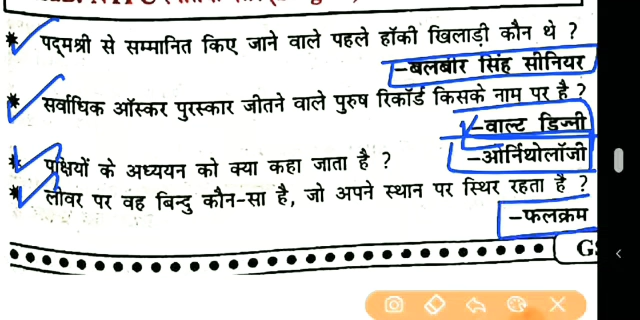 * पद्मश्री से सम्मानित किए जाने वाले पहले हॉकी खिलाड़ी कौन थे ?
–बलबीर सिंह सीनियर
* सर्वाधिक ऑस्कर पुरस्कार जीतने वाले पुरुष रिकॉर्ड किसके नाम पर है ?
–वाल्ट डिज्नी
* पक्षियों के अध्ययन को क्या कहा जाता है ?
–ऑर्निथोलॉजी
* लीवर पर वह बिन्दु कौन-सा है, जो अपने स्थान पर स्थिर रहता है ?
–फलक्रम